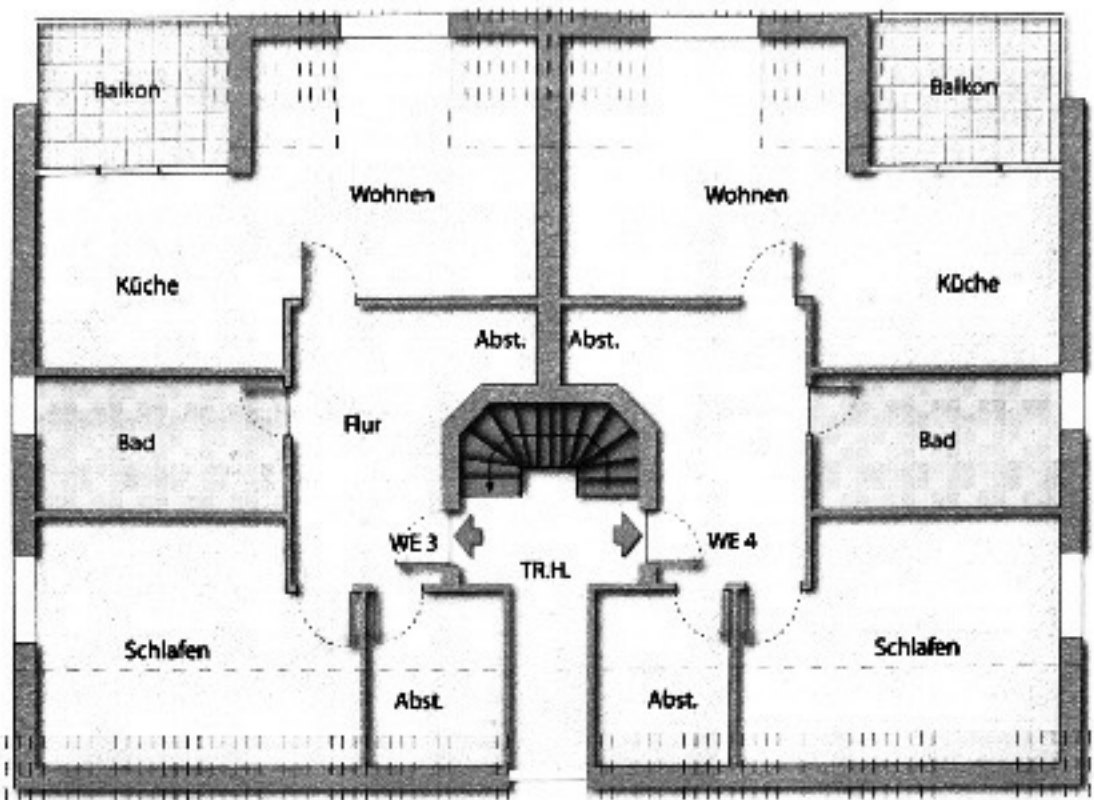 Balkon
Balkon
Wohnen
Wohnen
Küche
Küche
Abst.
Abst.
Flur
Bad
Bad
WE 3
WE 4
TR.H.
Schlafen
Schlafen
Abst.
Abst.